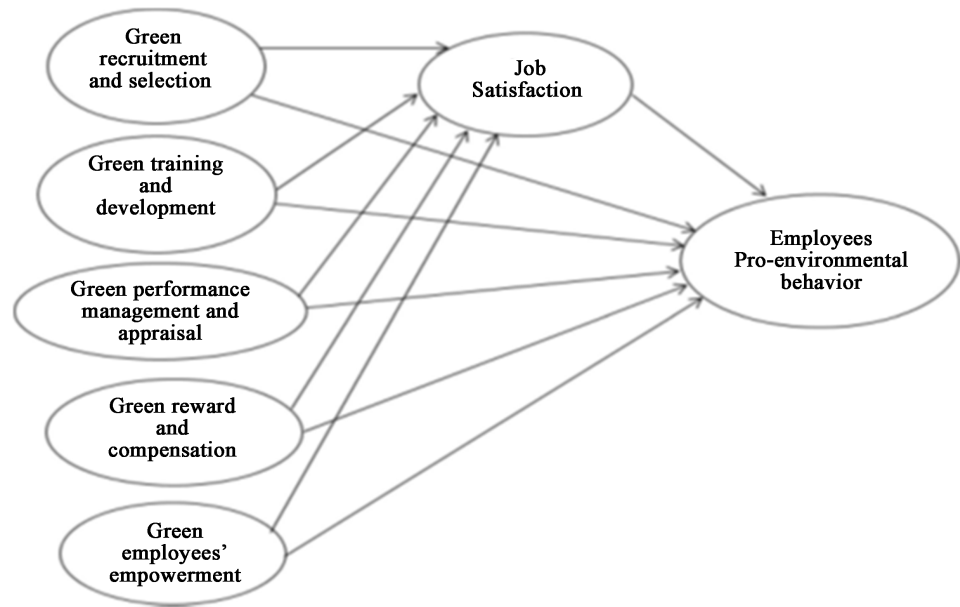 Green
recruitment
and selection
Job
Satisfaction
Green training
and
development
Employees
Pro-environmental
behavior
Green performance
management and
appraisal
Green reward
and
compensation
Green
employees’
empowerment